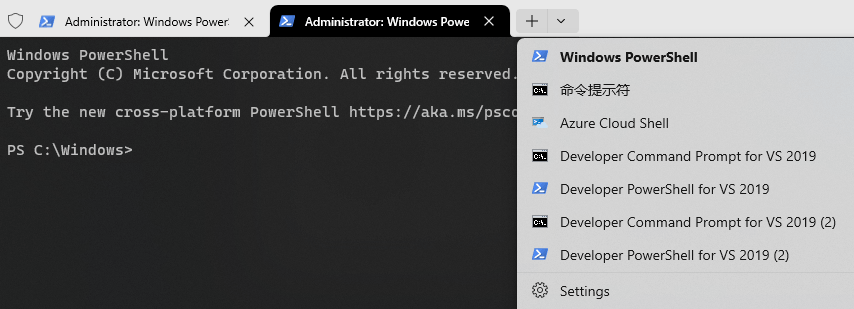 Administrator: Windows Power
Administrator: Windows Powe
Windows PowerShell
Copyright (C) Microsoft Corporation. All rights reserved.
Try the new cross-platform PowerShell https://aka.ms/psco
PS C:\Windows>
Windows PowerShell
命令提示符
Azure Cloud Shell
Developer Command Prompt for VS 2019
Developer PowerShell for VS 2019
Developer Command Prompt for VS 2019 (2)
Developer PowerShell for VS 2019 (2)
Settings